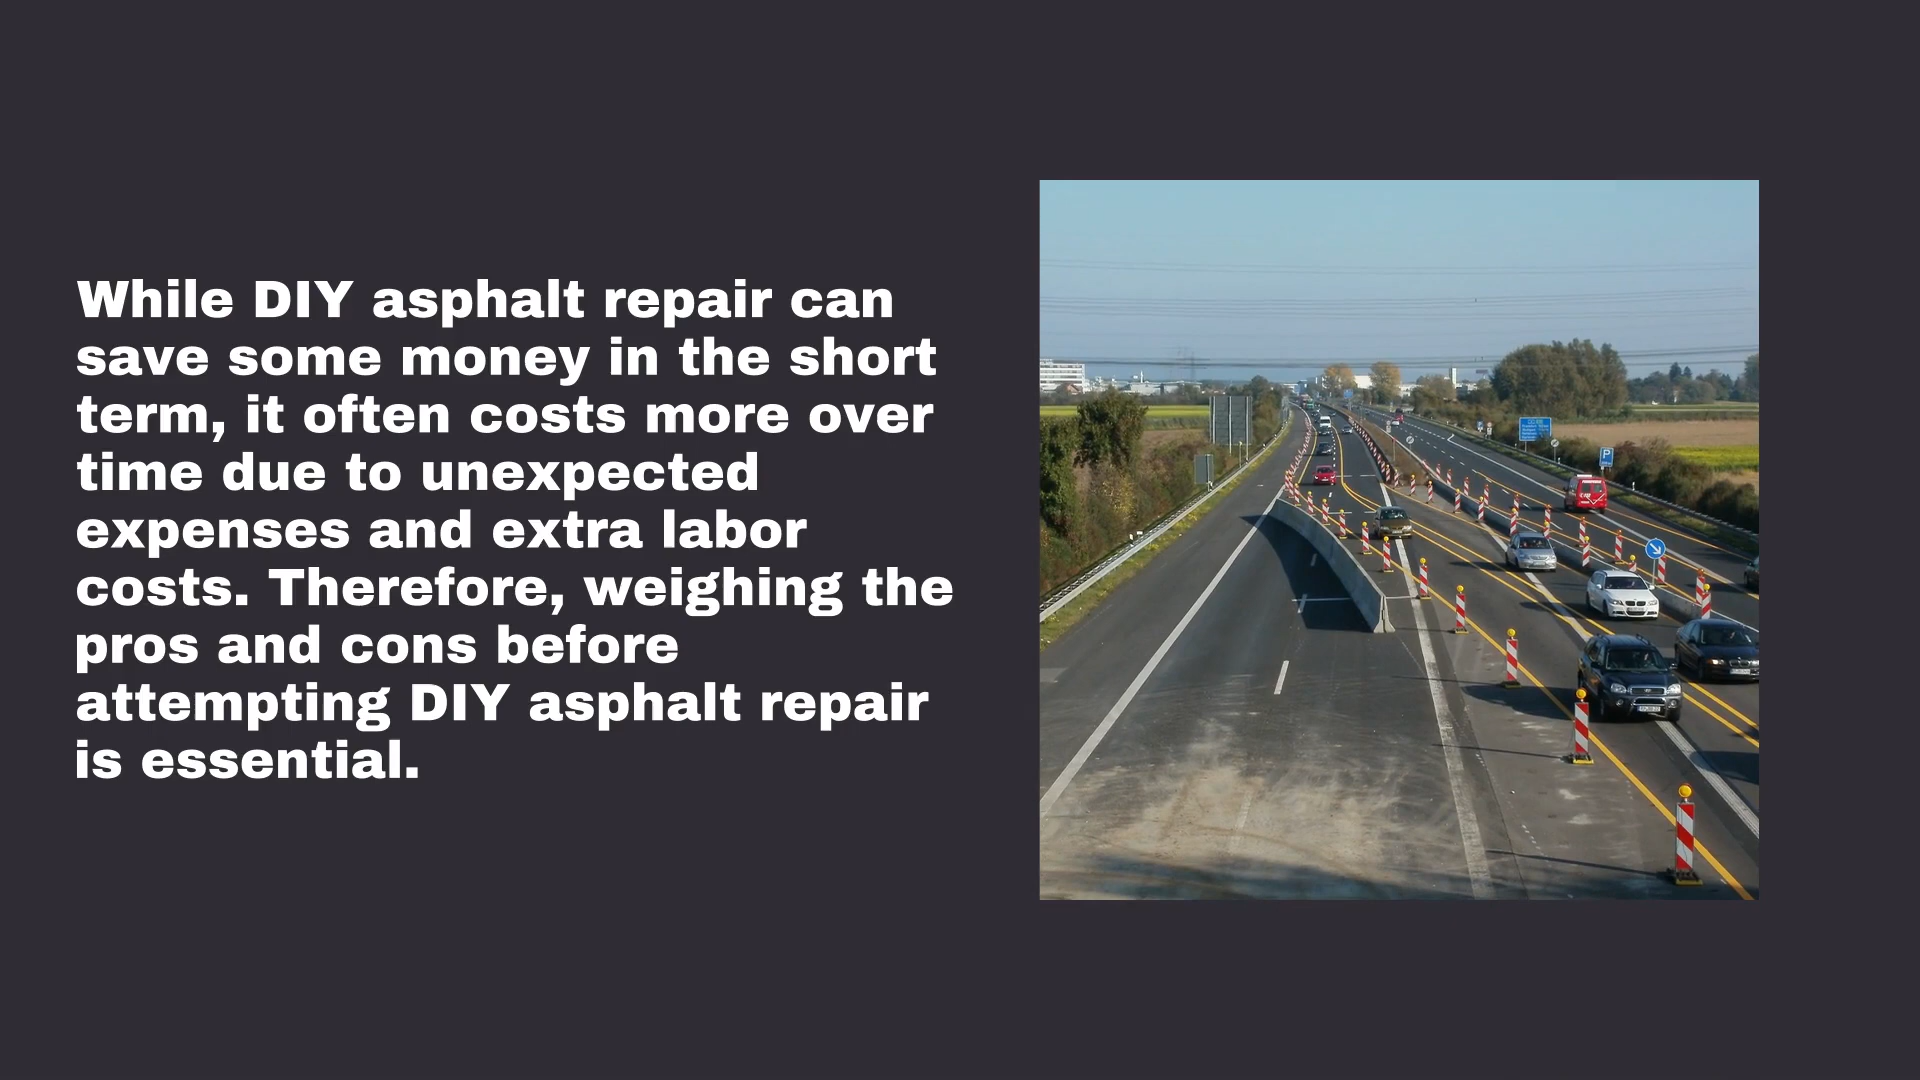 While DIY asphalt repair can
save some money in the short
term, it often costs more over
time due to unexpected
expenses and extra labor
costs. Therefore, weighing the
pros and cons before
attempting DIY asphalt repair
is essential.
P